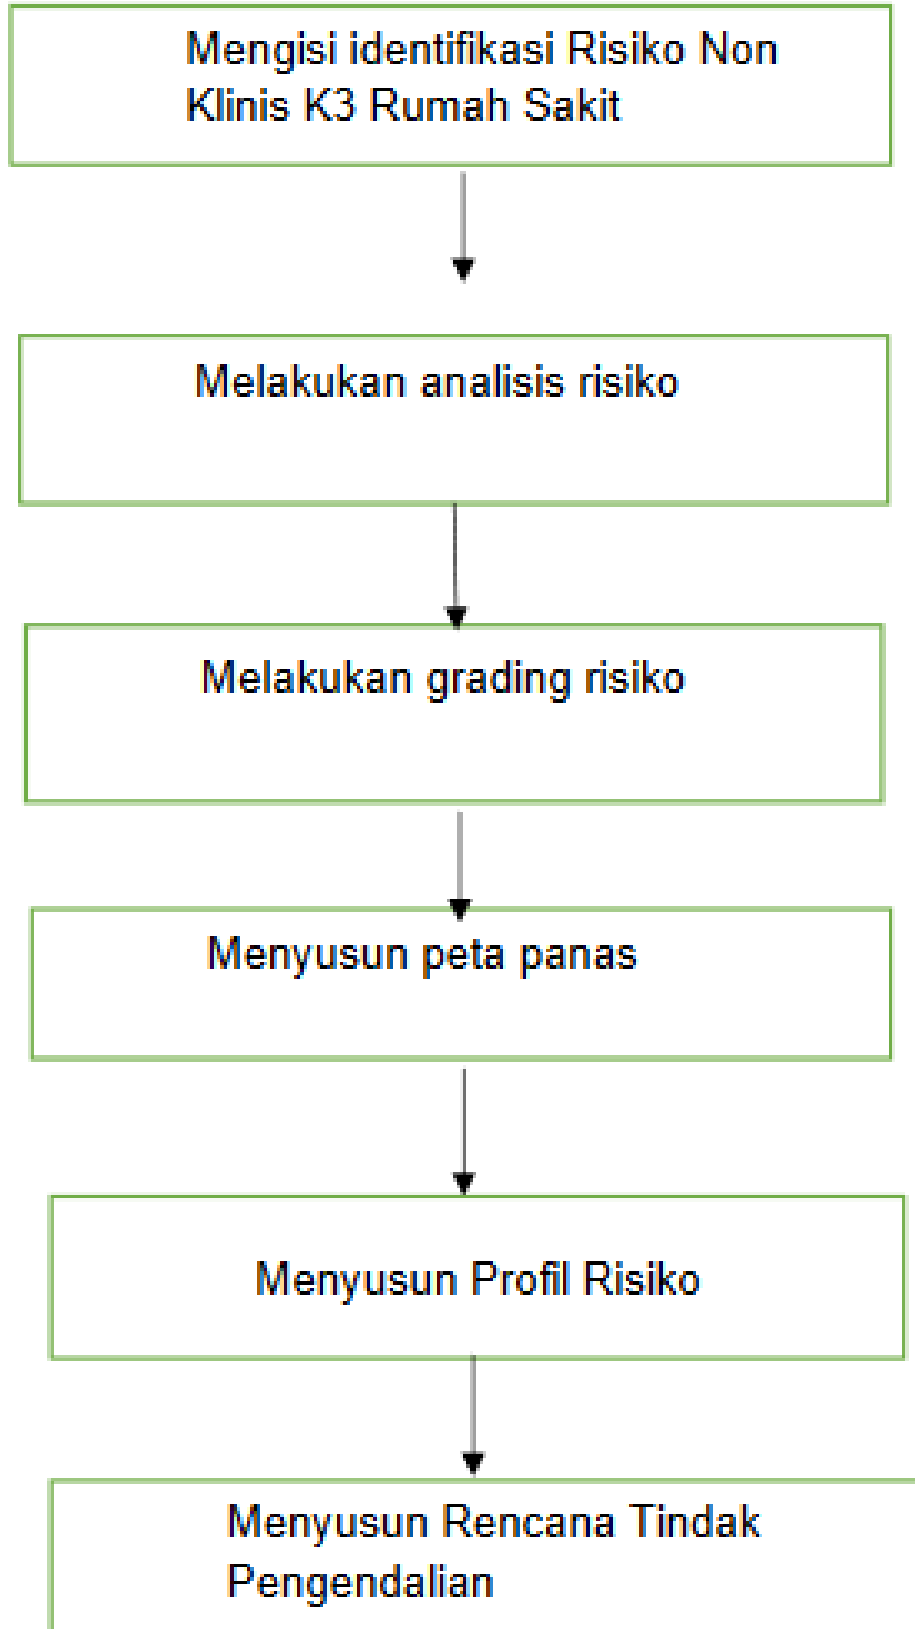 Mengisi identifikasi Risiko Non
Klinis K3 Rumah Sakit
Melakukan analisis risiko
Melakukan grading risiko
Menyusun peta panas
Menyusun Profil Risiko
Menyusun Rencana Tindak
Pengendalian